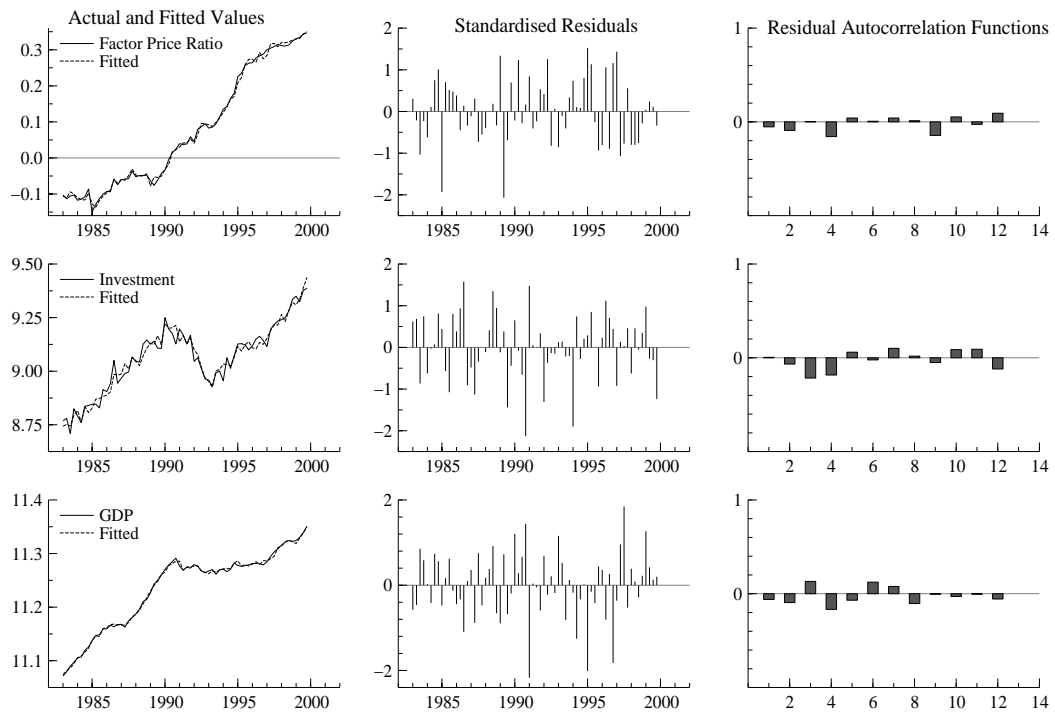 Actual and Fitted Values
Standardised Residuals
Residual Autocorrelation Functions
Factor Price Ratio
Fitted
0.3
0.2
0.1
0.0
−0.1
1985 1990 1995 2000
2
1
0
−1
−2
1985 1990 1995 2000
1
0
2 4 6 8 10 12 14
Investment
Fitted
9.50
9.25
9.00
8.75
1985 1990 1995 2000
2
1
0
−1
−2
1985 1990 1995 2000
1
0
2 4 6 8 10 12 14
GDP
Fitted
11.4
11.3
11.2
11.1
1985 1990 1995 2000
2
0
−2
1985 1990 1995 2000
1
0
2 4 6 8 10 12 14